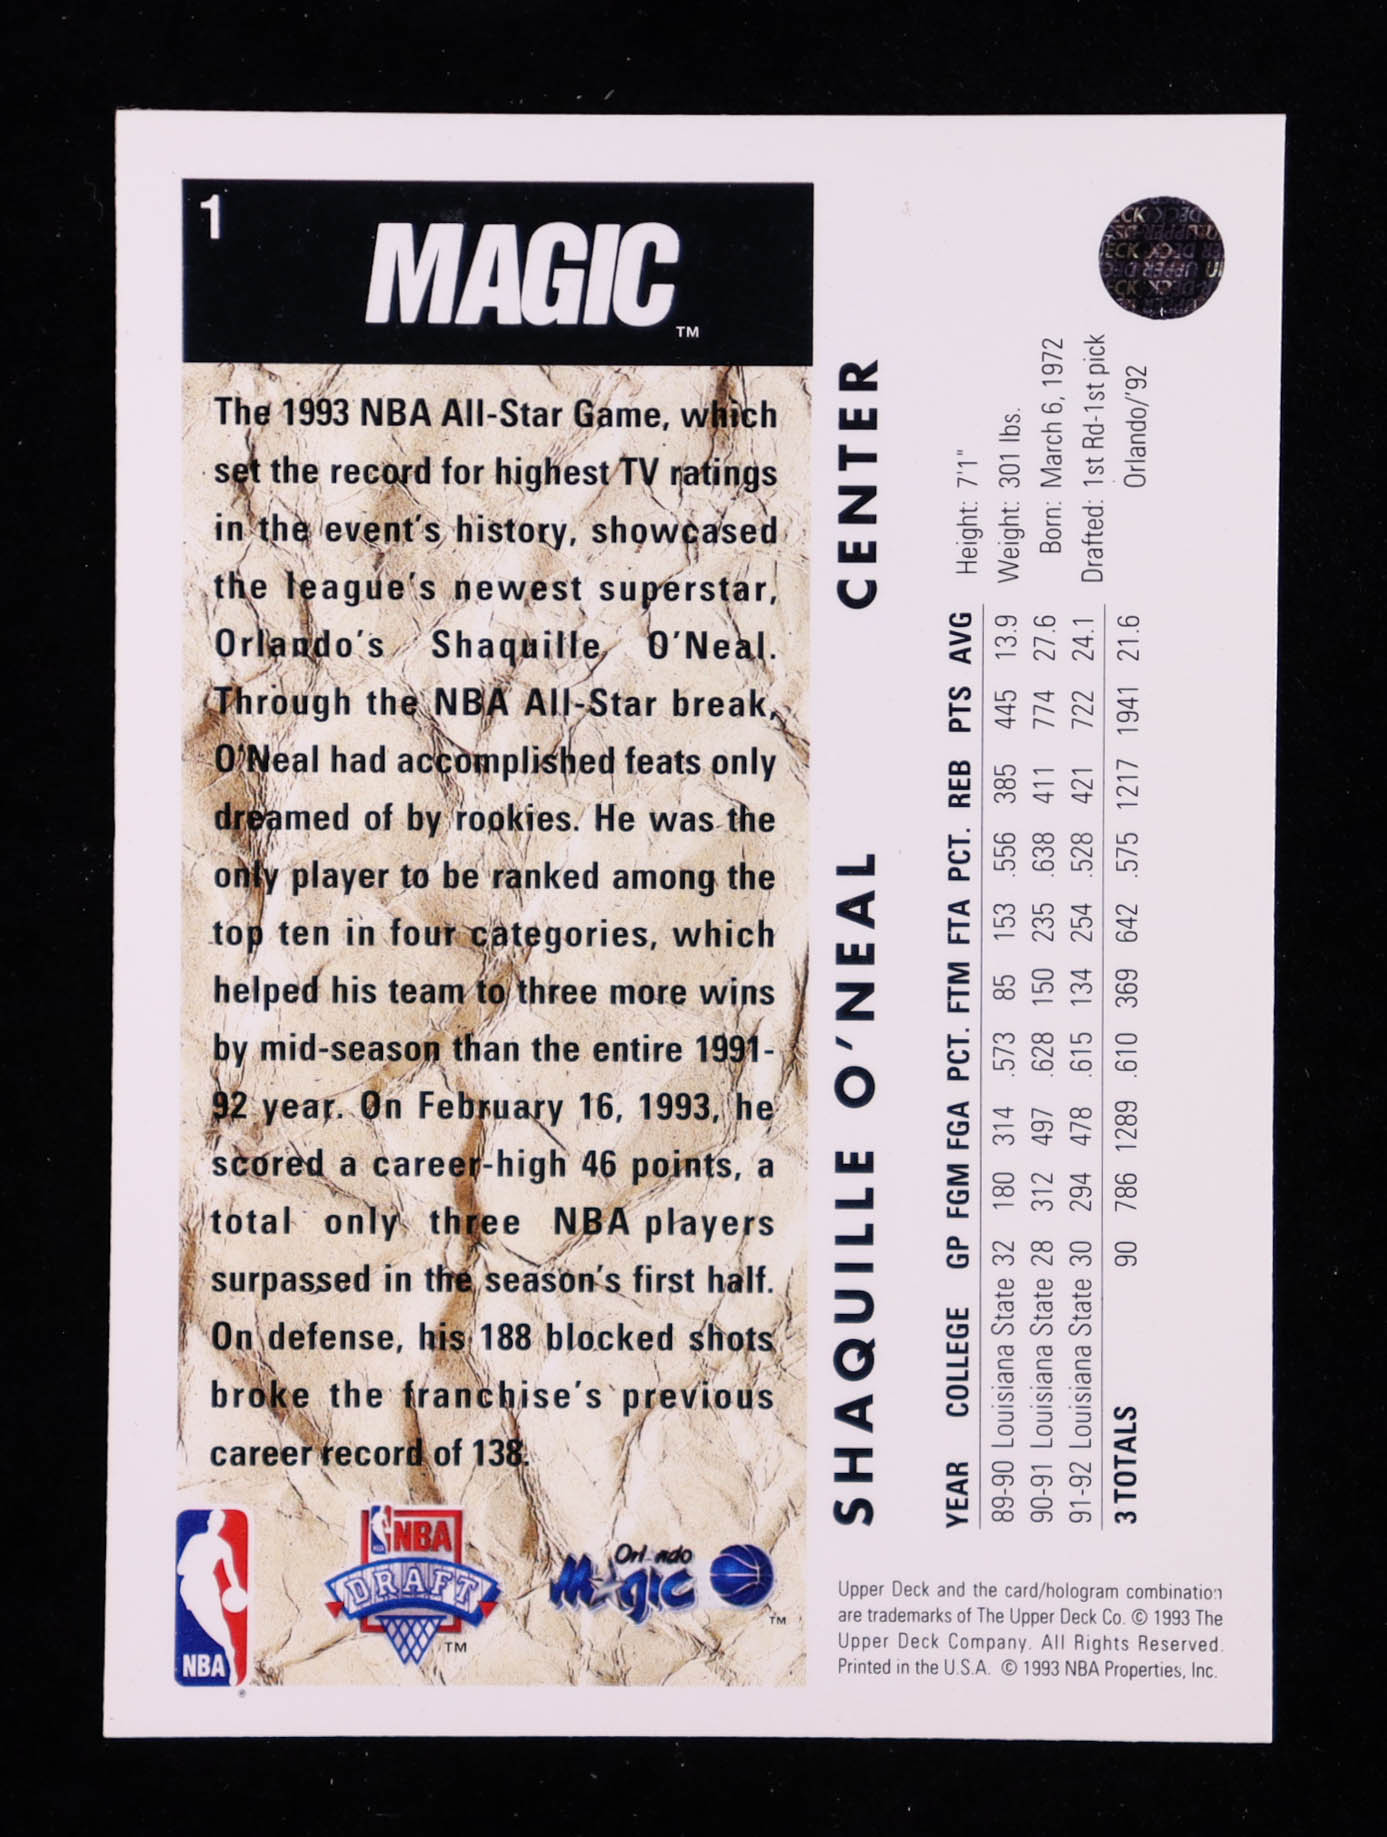 1
MAGIC
TM
The 1993 NBA All-Star Game, which
set the record for highest TV ratings
in the event's history, showcased
the league's newest superstar,
Orlando's Shaquille O'Neal.
Through the NBA All-Star break,
O'Neal had accomplished feats only
dreamed of by rookies. He was the
only player to be ranked among the
top ten in four categories, which
helped his team to three more wins
by mid-season than the entire 1991-
92 year. On February 16, 1993, he
scored a career-high 46 points, a
total only three NBA players
surpassed in the season's first half.
On defense, his 188 blocked shots
broke the franchise's previous
career record of 138.
NBA
®
NBA
DRAFT
TM
Orlando
Magic
TM
SHAQUILLE O'NEAL CENTER
Height: 7'1"
Weight: 301 lbs.
Born: March 6, 1972
Drafted: 1st Rd-1st pick
Orlando/'92
YEAR COLLEGE GP FGM FGA PCT. FTM FTA PCT. REB PTS AVG
89-90 Louisiana State 32 180 314 .573 85 153 .556 385 445 13.9
90-91 Louisiana State 28 312 497 .628 150 235 .638 411 774 27.6
91-92 Louisiana State 30 294 478 .615 134 254 .528 421 722 24.1
3 TOTALS 90 786 1289 .610 369 642 .575 1217 1941 21.6
Upper Deck and the card/hologram combination
are trademarks of The Upper Deck Co. © 1993 The
Upper Deck Company. All Rights Reserved.
Printed in the U.S.A. © 1993 NBA Properties, Inc.